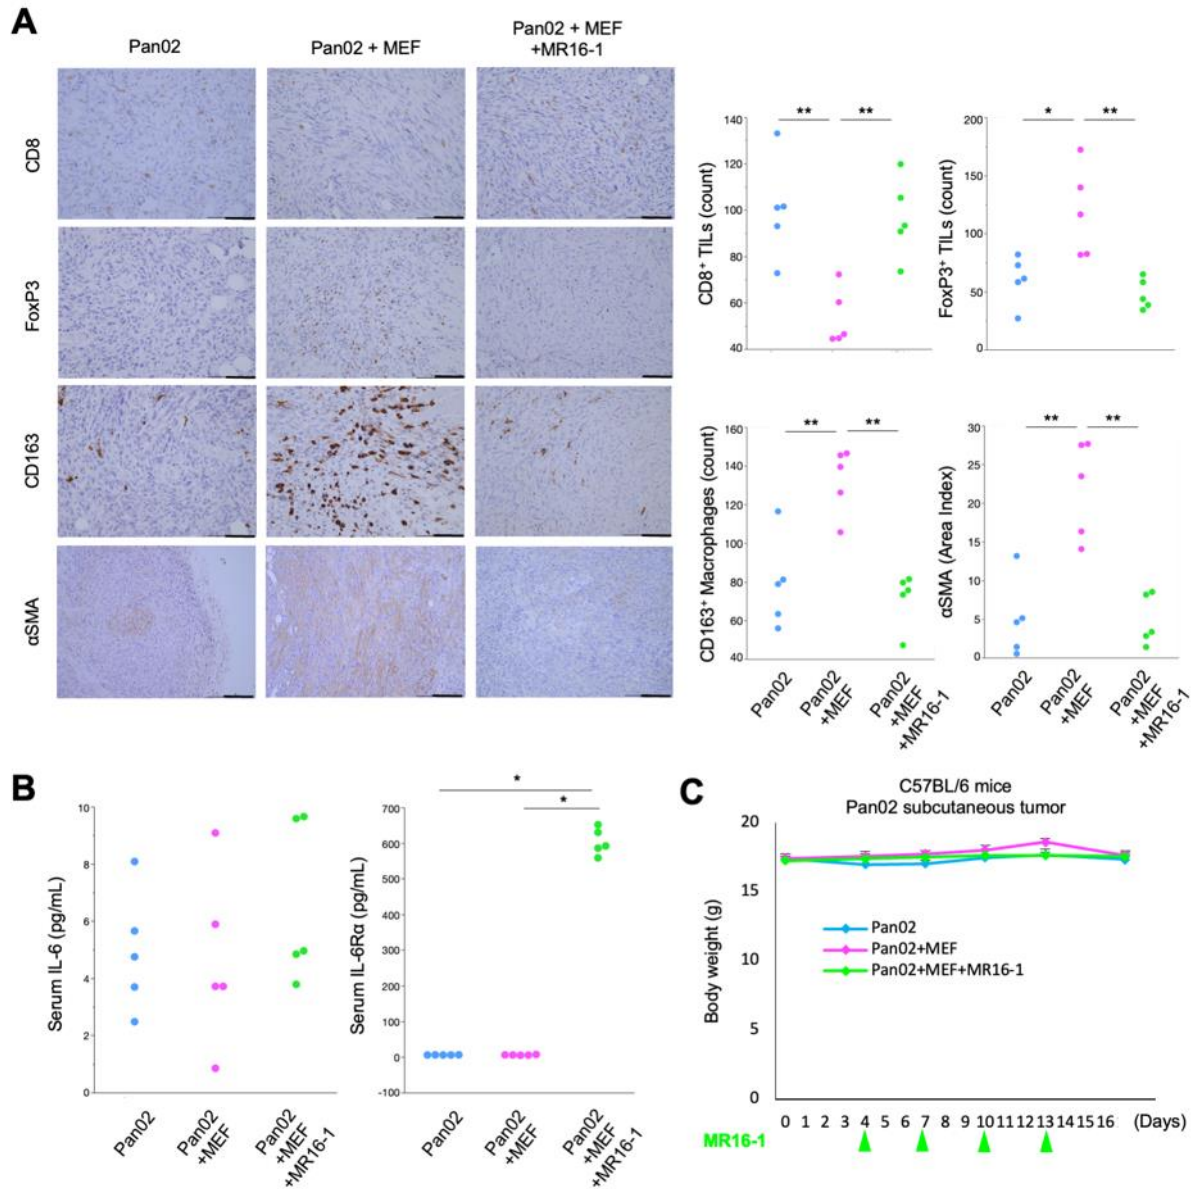 A
Pan02
Pan02 + MEF
Pan02 + MEF
+MR16-1
CD8
FoxP3
CD163
αSMA
CD8⁺ TILs (count)
140
120
100
80
60
40
** **
FoxP3⁺ TILs (count)
200
150
100
50
0
* **
CD163⁺ Macrophages (count)
160
140
120
100
80
60
40
** **
Pan02
Pan02
+MEF
Pan02
+MEF
+MR16-1
αSMA (Area Index)
30
25
20
15
10
5
0
** **
Pan02
Pan02
+MEF
Pan02
+MEF
+MR16-1
B
Serum IL-6 (pg/mL)
10
8
6
4
2
0
Pan02
Pan02
+MEF
Pan02
+MEF
+MR16-1
Serum IL-6Rα (pg/mL)
700
600
500
400
300
200
100
0
-100
*
*
Pan02
Pan02
+MEF
Pan02
+MEF
+MR16-1
C
C57BL/6 mice
Pan02 subcutaneous tumor
Body weight (g)
20
15
10
5
0
Pan02
Pan02+MEF
Pan02+MEF+MR16-1
0 1 2 3 4 5 6 7 8 9 10 11 12 13 14 15 16 (Days)
MR16-1